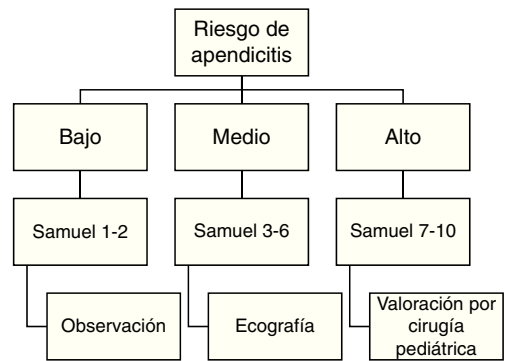 Riesgo de
apendicitis
Bajo
Medio
Alto
Samuel 1-2
Samuel 3-6
Samuel 7-10
Observación
Ecografía
Valoración por
cirugía
pediátrica